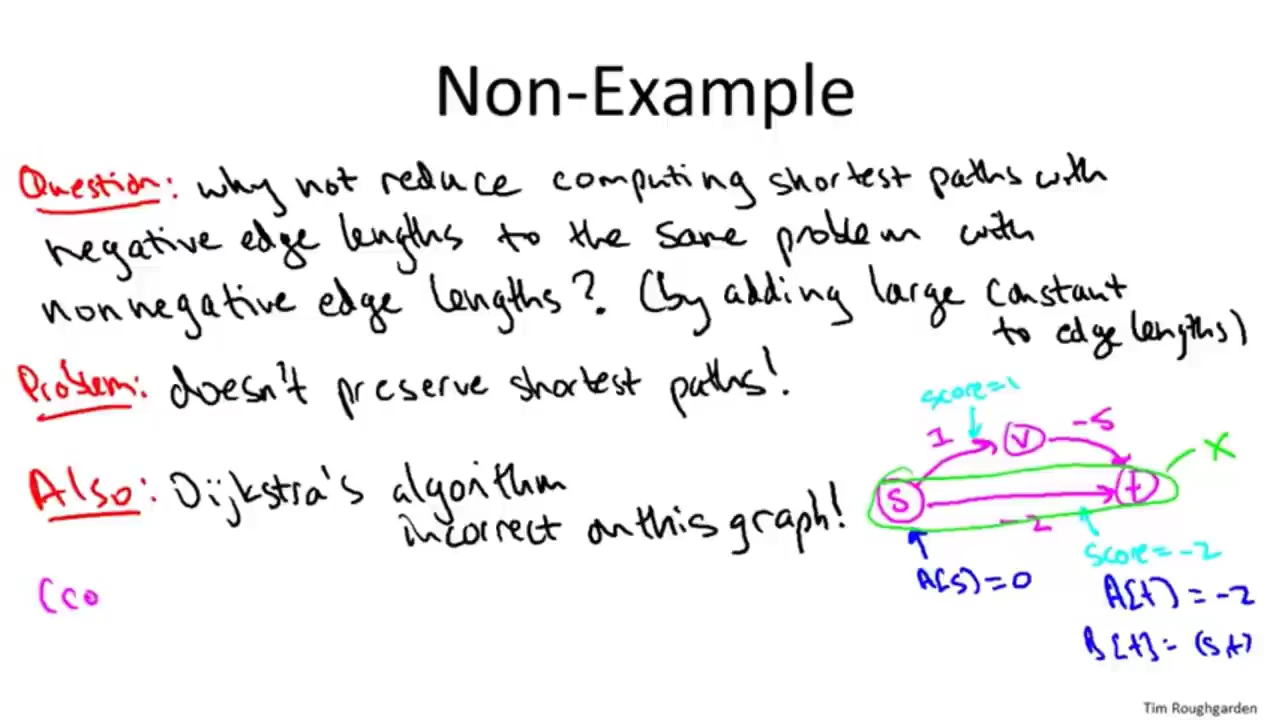 Non-Example
Question: why not reduce computing shortest paths with
negative edge lengths to the same problem with
nonnegative edge lengths? (by adding large constant
to edge lengths)
Problem: doesn't preserve shortest paths!
score=1
1
V
-5
X
Also: Dijkstra's algorithm
incorrect on this graph!
S
t
-2
score=-2
A[s]=0
A[t]=-2
B[t]=(s,t)
(co
Tim Roughgarden